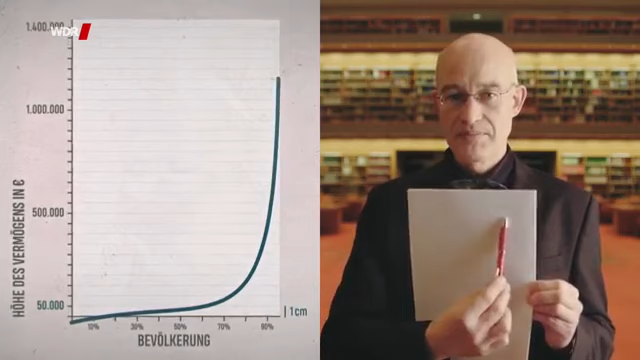 1.400.000
WDR
1.000.000
500.000
50.000
HÖHE DES VERMÖGENS IN €
10%
30%
50%
70%
80%
1cm
BEVÖLKERUNG